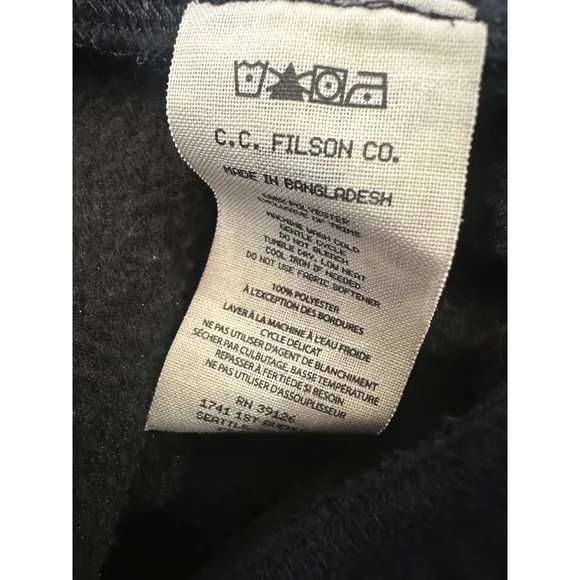 C.C. FILSON CO.
MADE IN BANGLADESH
100% POLYESTER
EXCLUSIVE OF TRIMS
MACHINE WASH COLD
GENTLE CYCLE
DO NOT BLEACH
TUMBLE DRY, LOW HEAT
COOL IRON IF NEEDED
DO NOT USE FABRIC SOFTENER
100% POLYESTER
À L'EXCEPTION DES BORDURES
LAVER À LA MACHINE À L'EAU FROIDE
CYCLE DÉLICAT
NE PAS UTILISER D'AGENT DE BLANCHIMENT
SÉCHER PAR CULBUTAGE, BASSE TEMPÉRATURE
REPASSER À FER TIÈDE SI BESOIN
NE PAS UTILISER D'ASSOUPLISSEUR
RN 39126
1741 1ST
SEATTLE